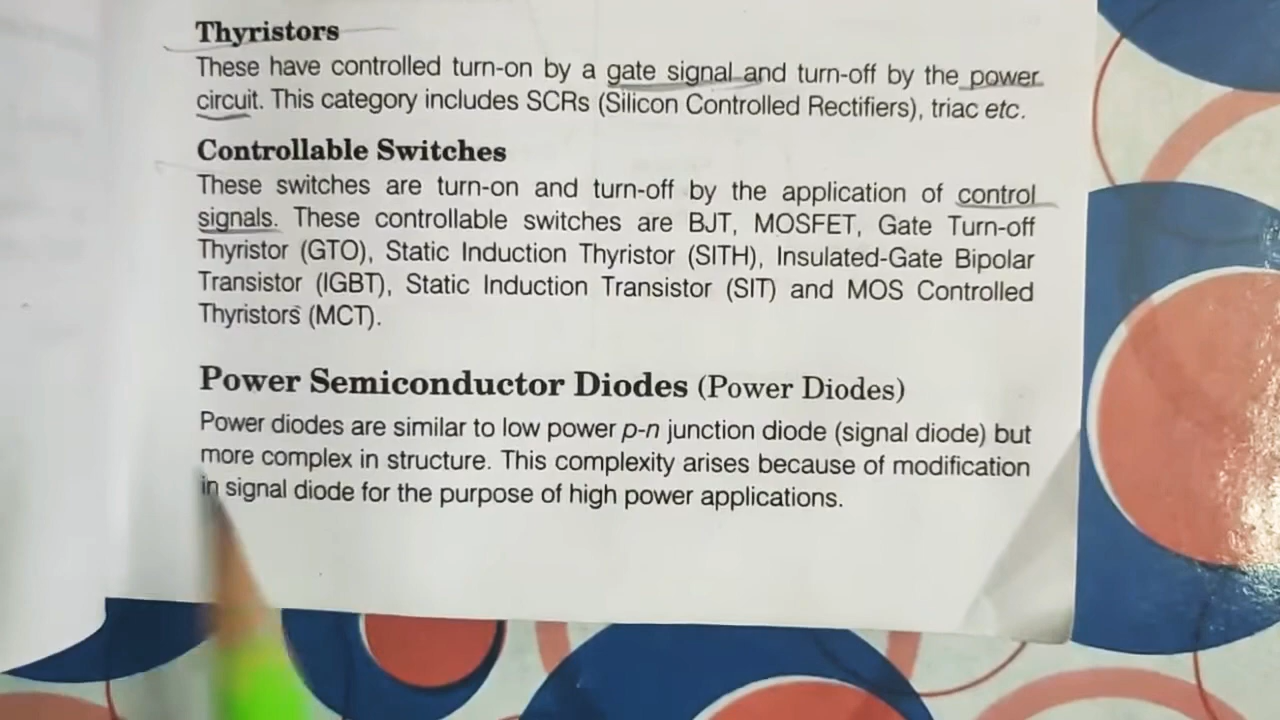 Thyristors
These have controlled turn-on by a gate signal and turn-off by the power
circuit. This category includes SCRs (Silicon Controlled Rectifiers), triac etc.
Controllable Switches
These switches are turn-on and turn-off by the application of control
signals. These controllable switches are BJT, MOSFET, Gate Turn-off
Thyristor (GTO), Static Induction Thyristor (SITH), Insulated-Gate Bipolar
Transistor (IGBT), Static Induction Transistor (SIT) and MOS Controlled
Thyristors (MCT).
Power Semiconductor Diodes (Power Diodes)
Power diodes are similar to low power p-n junction diode (signal diode) but
more complex in structure. This complexity arises because of modification
in signal diode for the purpose of high power applications.